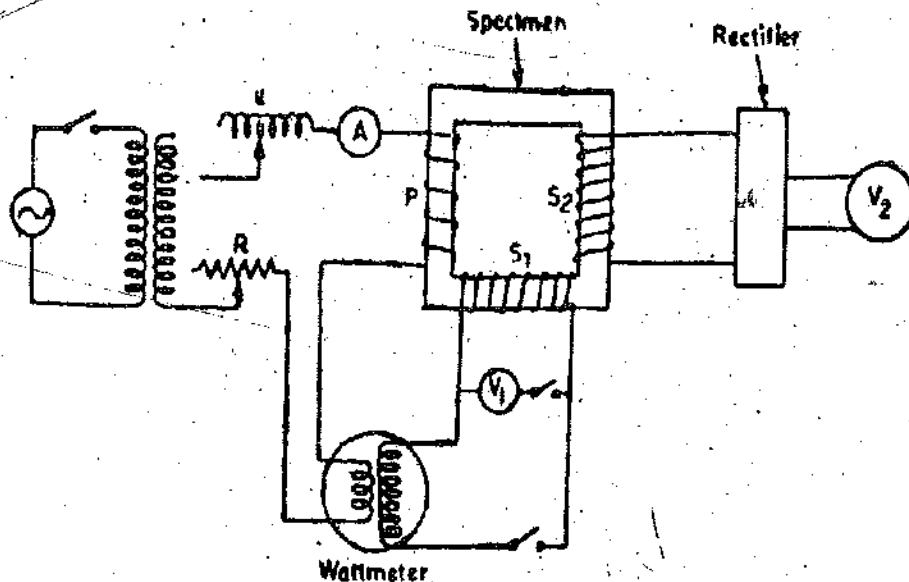 Specimen
Rectifier
A
P
S2
V2
R
S1
V1
Wattmeter